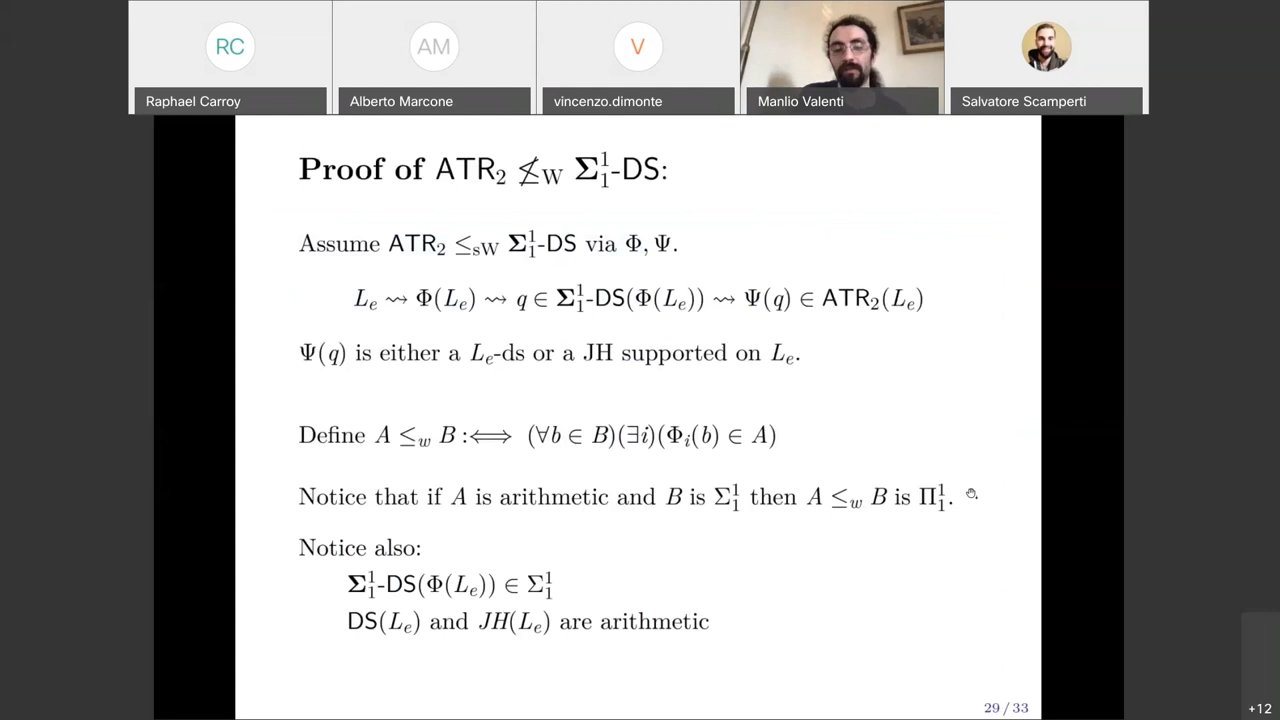 RC
AM
V
Raphael Carroy
Alberto Marcone
vincenzo.dimonte
Manlio Valenti
Salvatore Scamperti
Proof of ATR₂ ≰_W Σ¹₁-DS:
Assume ATR₂ ≤_sW Σ¹₁-DS via Φ, Ψ.
L_e ⇝ Φ(L_e) ⇝ q ∈ Σ¹₁-DS(Φ(L_e)) ⇝ Ψ(q) ∈ ATR₂(L_e)
Ψ(q) is either a L_e-ds or a JH supported on L_e.
Define A ≤_w B :⟺ (∀b ∈ B)(∃i)(Φ_i(b) ∈ A)
Notice that if A is arithmetic and B is Σ¹₁ then A ≤_w B is Π¹₁.
Notice also:
Σ¹₁-DS(Φ(L_e)) ∈ Σ¹₁
DS(L_e) and JH(L_e) are arithmetic
29 / 33
+12